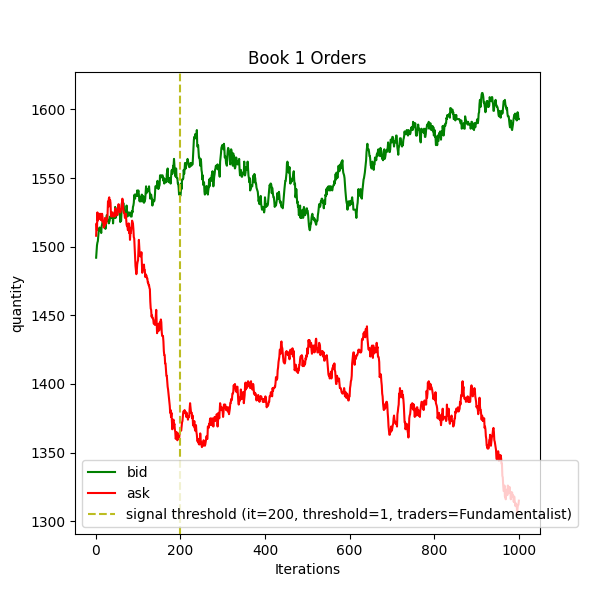 Book 1 Orders
quantity
1600
1550
1500
1450
1400
1350
1300
bid
ask
signal threshold (it=200, threshold=1, traders=Fundamentalist)
0 200 400 600 800 1000
Iterations